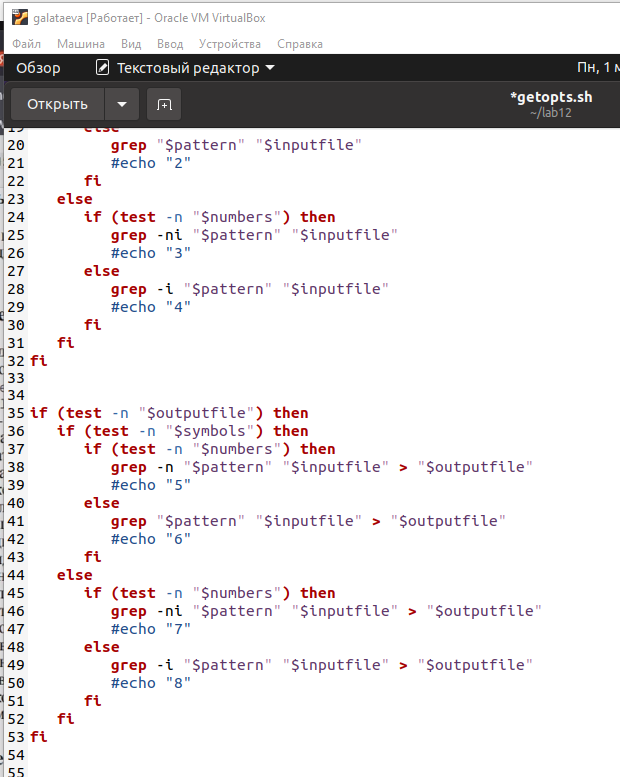 galataeva [Работает] - Oracle VM VirtualBox
Файл Машина Вид Ввод Устройства Справка
Обзор Текстовый редактор Пн, 1
Открыть *getopts.sh
~/lab12
19 else
20 grep "$pattern" "$inputfile"
21 #echo "2"
22 fi
23 else
24 if (test -n "$numbers") then
25 grep -ni "$pattern" "$inputfile"
26 #echo "3"
27 else
28 grep -i "$pattern" "$inputfile"
29 #echo "4"
30 fi
31 fi
32 fi
33
34
35 if (test -n "$outputfile") then
36 if (test -n "$symbols") then
37 if (test -n "$numbers") then
38 grep -n "$pattern" "$inputfile" > "$outputfile"
39 #echo "5"
40 else
41 grep "$pattern" "$inputfile" > "$outputfile"
42 #echo "6"
43 fi
44 else
45 if (test -n "$numbers") then
46 grep -ni "$pattern" "$inputfile" > "$outputfile"
47 #echo "7"
48 else
49 grep -i "$pattern" "$inputfile" > "$outputfile"
50 #echo "8"
51 fi
52 fi
53 fi
54
55